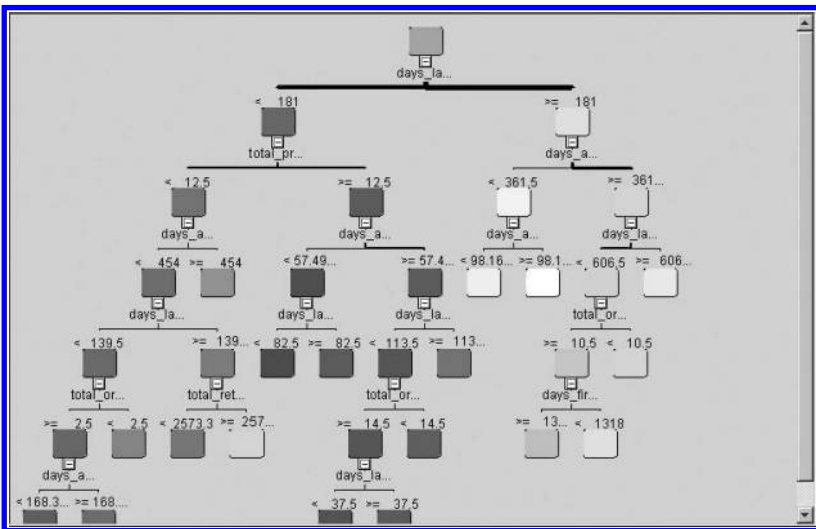 days_la...
< 181 >= 181
total_pr... days_a...
< 12,5 >= 12,5 < 361,5 >= 361...
days_a... days_a... days_a... days_la...
< 454 >= 454 < 57.49... >= 57.4... < 98.16... >= 98.1... < 606,5 >= 606...
days_la... days_la... days_la... total_or...
< 139,5 >= 139... < 82,5 >= 82,5 < 113,5 >= 113... >= 10,5 < 10,5
total_or... total_ret... total_or... days_fir...
>= 2,5 < 2,5 < 2573,3 >= 257... >= 14,5 < 14,5 >= 13... < 1318
days_a... days_la...
< 168.3... >= 168.... < 37,5 >= 37,5